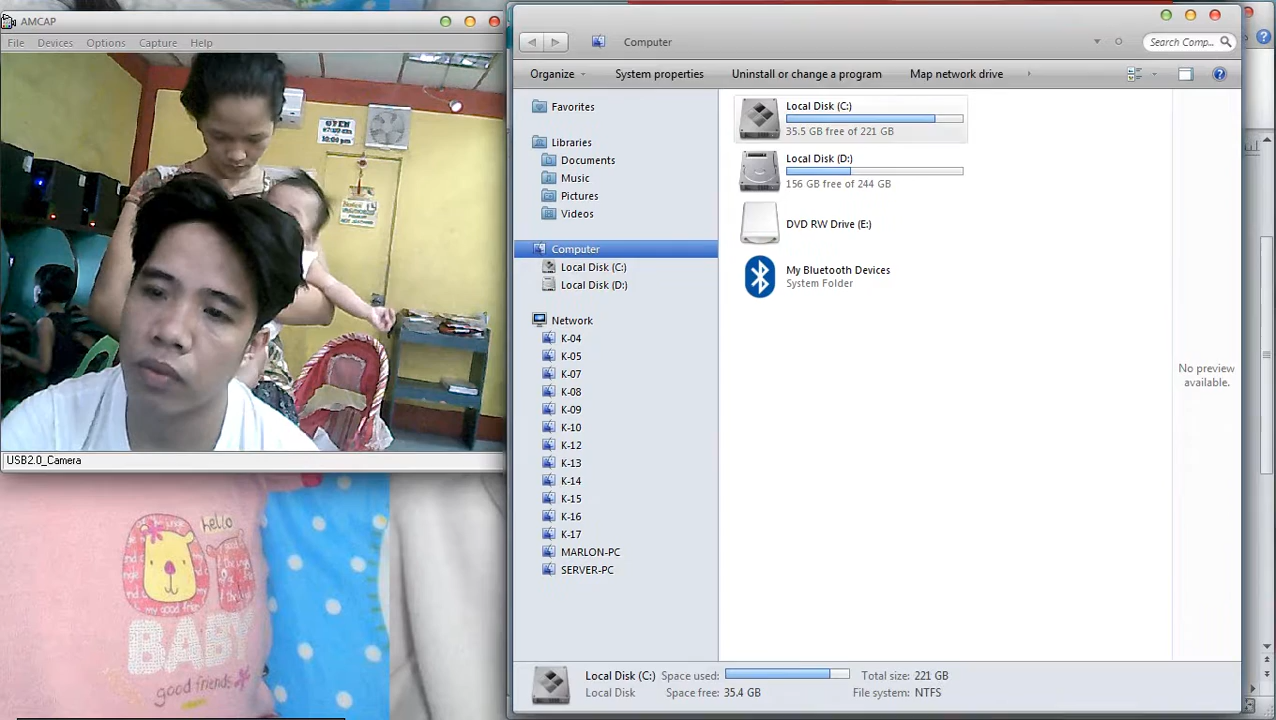 AMCAP
File Devices Options Capture Help
OPEN
USB2.0_Camera
hello
BABY
good friends
Computer
Search Comp...
Organize System properties Uninstall or change a program Map network drive
Favorites
Libraries
Documents
Music
Pictures
Videos
Computer
Local Disk (C:)
Local Disk (D:)
Network
K-04
K-05
K-07
K-08
K-09
K-10
K-12
K-13
K-14
K-15
K-16
K-17
MARLON-PC
SERVER-PC
Local Disk (C:)
35.5 GB free of 221 GB
Local Disk (D:)
156 GB free of 244 GB
DVD RW Drive (E:)
My Bluetooth Devices
System Folder
No preview
available.
Local Disk (C:) Space used: Total size: 221 GB
Local Disk Space free: 35.4 GB File system: NTFS